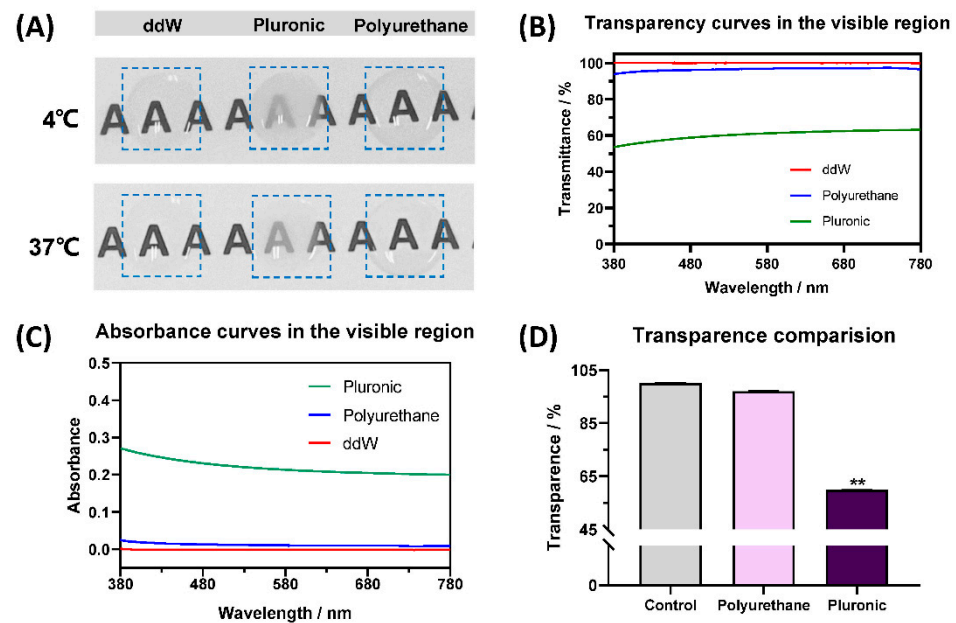 (A)
ddW Pluronic Polyurethane
4℃
A A A A A A A A A
37℃
A A A A A A A A A
(B)
Transparency curves in the visible region
Transmittance / %
100
80
60
40
20
0
ddW
Polyurethane
Pluronic
380 480 580 680 780
Wavelength / nm
(C)
Absorbance curves in the visible region
Absorbance
0.5
0.4
0.3
0.2
0.1
0.0
Pluronic
Polyurethane
ddW
380 480 580 680 780
Wavelength / nm
(D)
Transparence comparision
Transparence / %
105
85
65
45
0
**
Control Polyurethane Pluronic